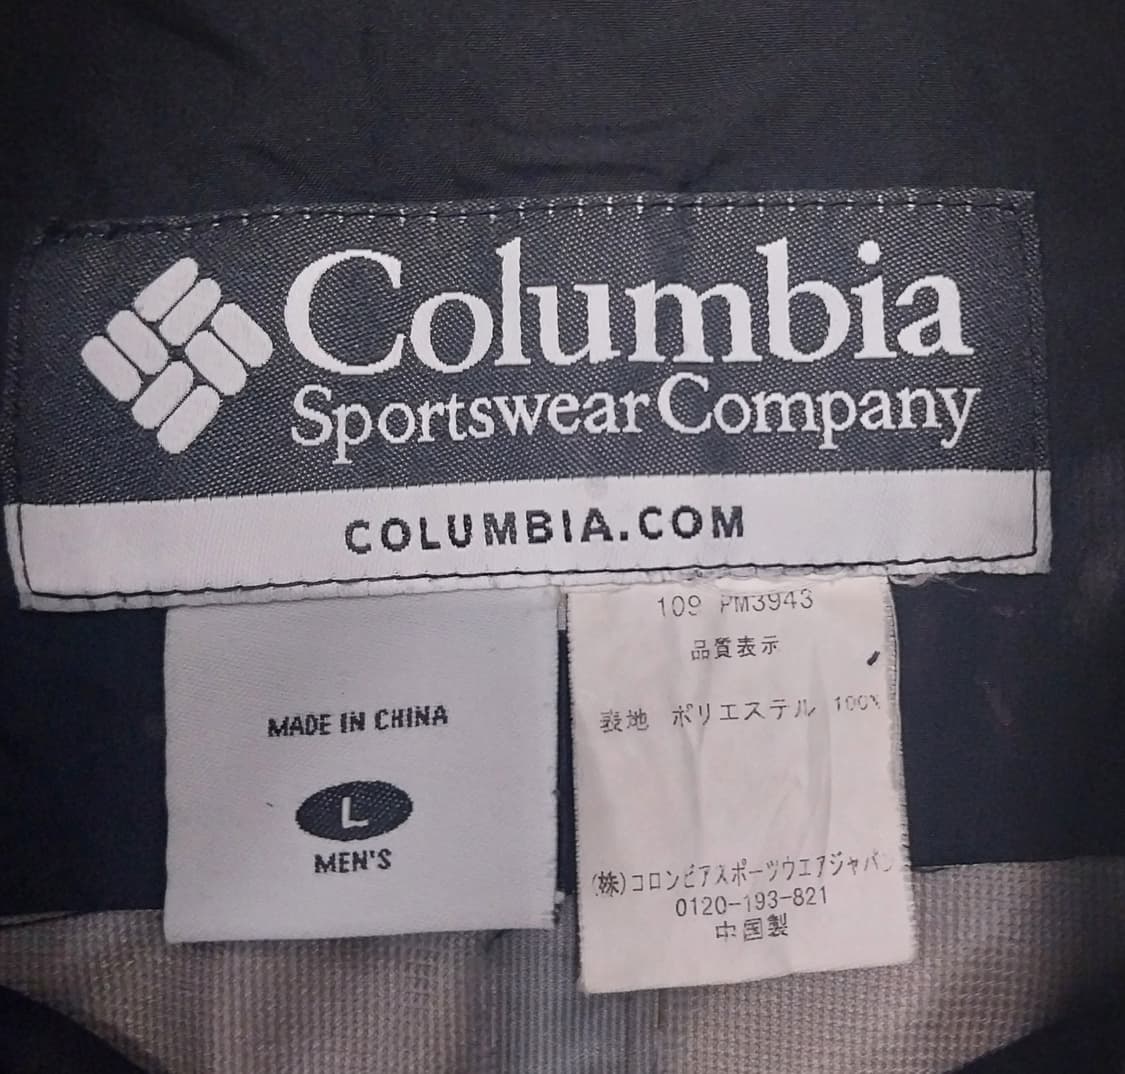 Columbia
Sportswear Company
COLUMBIA.COM
MADE IN CHINA
L
MEN'S
109 PM3943
品質表示
表地 ポリエステル 100%
(株)コロンビアスポーツウエアジャパン
0120-193-821
中国製